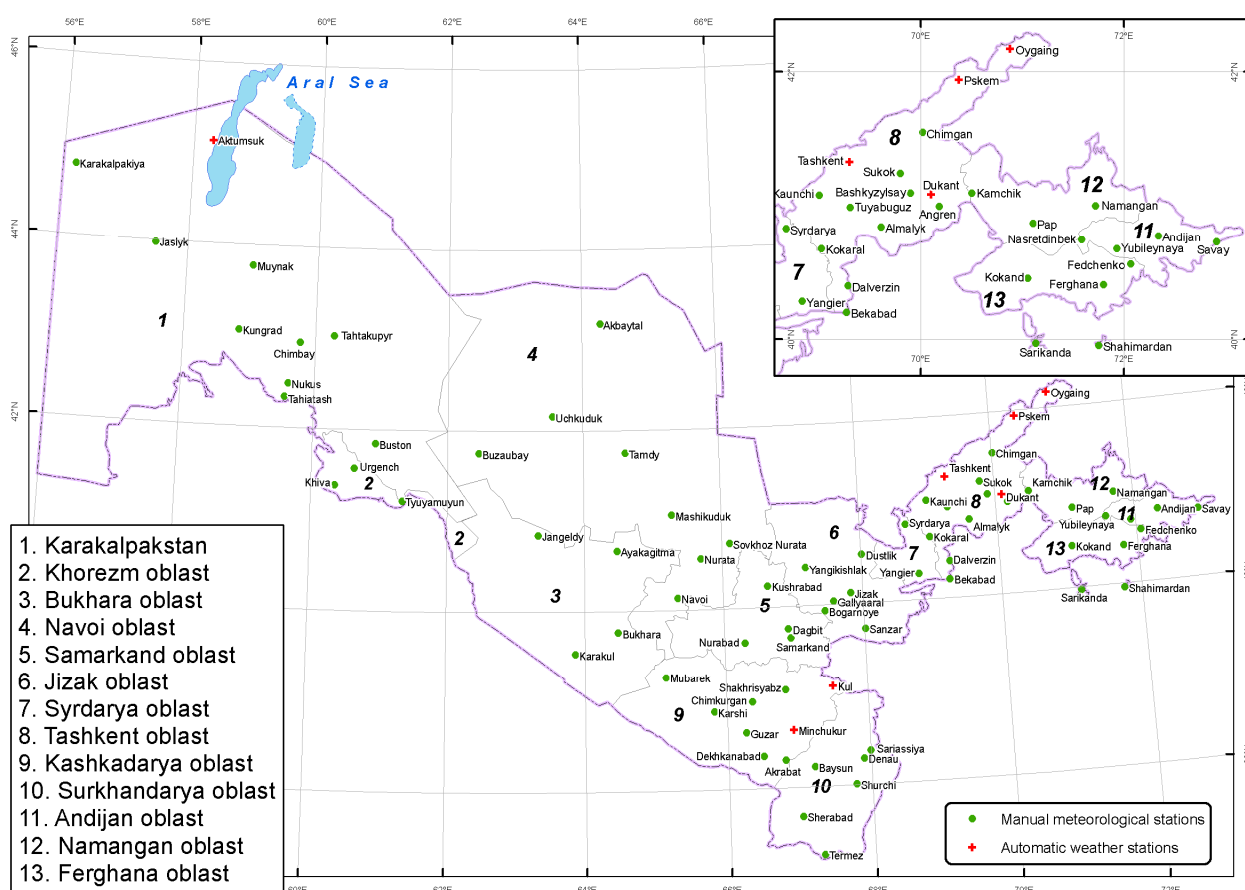 56°E
58°E
60°E
62°E
64°E
66°E
46°N
44°N
42°N
Aral Sea
Aktumsuk
Karakalpakiya
Jaslyk
Muynak
1
Kungrad
Tahtakupyr
Chimbay
Nukus
Tahiatash
Buston
Urgench
Khiva
2
Tyuyamuyun
2
Akbaytal
4
Uchkuduk
Buzaubay
Tamdy
Mashikuduk
Jangeldy
Ayakagitma
Sovkhoz Nurata
Nurata
3
Navoi
Bukhara
Karakul
6
Dustlik
Yangikishlak
Kushrabad
5
Jizak
Gallyaaral
Bogarnoye
Dagbit
Samarkand
Nurabad
Sanzar
Mubarek
Shakhrisyabz
Kul
Chimkurgan
Karshi
9
Guzar
Minchukur
Dekhkanabad
Akrabat
Baysun
Sariassiya
Denau
10
Shurchi
Sherabad
Termez
Oygaing
Pskem
Chimgan
Tashkent
Sukok
Kamchik
8
Dukant
Kaunchi
Almalyk
Syrdarya
Kokaral
7
Yangier
Dalverzin
Bekabad
12
Namangan
Pap
11
Andijan
Savay
Yubileynaya
Fedchenko
13
Kokand
Ferghana
Sarikanda
Shahimardan
70°E
72°E
42°N
42°N
40°N
40°N
Oygaing
Pskem
Chimgan
8
Tashkent
Sukok
Dukant
Kaunchi
Bashkyzylsay
Kamchik
Tuyabuguz
Angren
Syrdarya
Almalyk
Kokaral
7
Dalverzin
Yangier
Bekabad
12
Namangan
Pap
11
Andijan
Nasretdinbek
Yubileynaya
Savay
Fedchenko
Kokand
Ferghana
13
Sarikanda
Shahimardan
70°E
72°E
1. Karakalpakstan
2. Khorezm oblast
3. Bukhara oblast
4. Navoi oblast
5. Samarkand oblast
6. Jizak oblast
7. Syrdarya oblast
8. Tashkent oblast
9. Kashkadarya oblast
10. Surkhandarya oblast
11. Andijan oblast
12. Namangan oblast
13. Ferghana oblast
Manual meteorological stations
Automatic weather stations
62°E
64°E
66°E
68°E
70°E